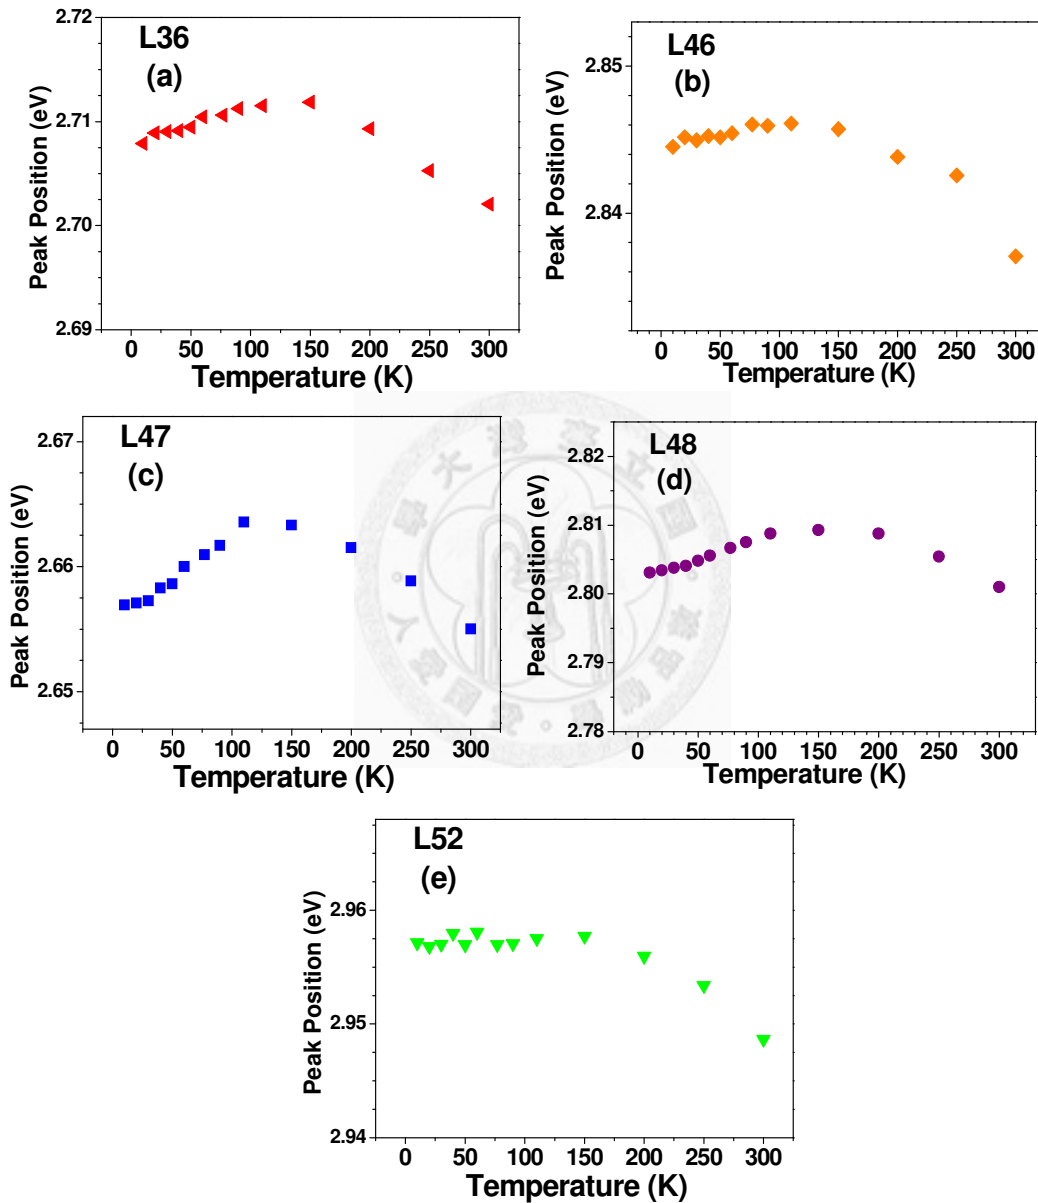 L36
(a)
Peak Position (eV)
2.72
2.71
2.70
2.69
0 50 100 150 200 250 300
Temperature (K)
L46
(b)
Peak Position (eV)
2.85
2.84
0 50 100 150 200 250 300
Temperature (K)
L47
(c)
Peak Position (eV)
2.67
2.66
2.65
0 50 100 150 200 250 300
Temperature (K)
L48
(d)
Peak Position (eV)
2.82
2.81
2.80
2.79
2.78
0 50 100 150 200 250 300
Temperature (K)
L52
(e)
Peak Position (eV)
2.96
2.95
2.94
0 50 100 150 200 250 300
Temperature (K)